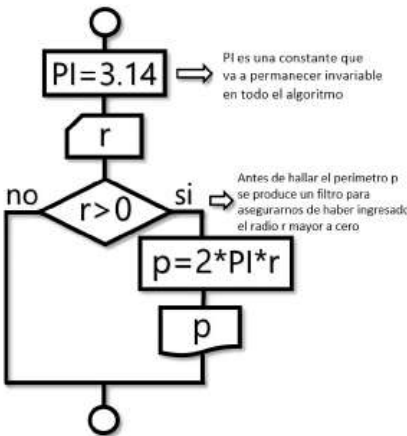 PI=3.14
PI es una constante que
va a permanecer invariable
en todo el algoritmo
r
no
r>0
si
Antes de hallar el perimetro p
se produce un filtro para
asegurarnos de haber ingresado
el radio r mayor a cero
p=2*PI*r
p